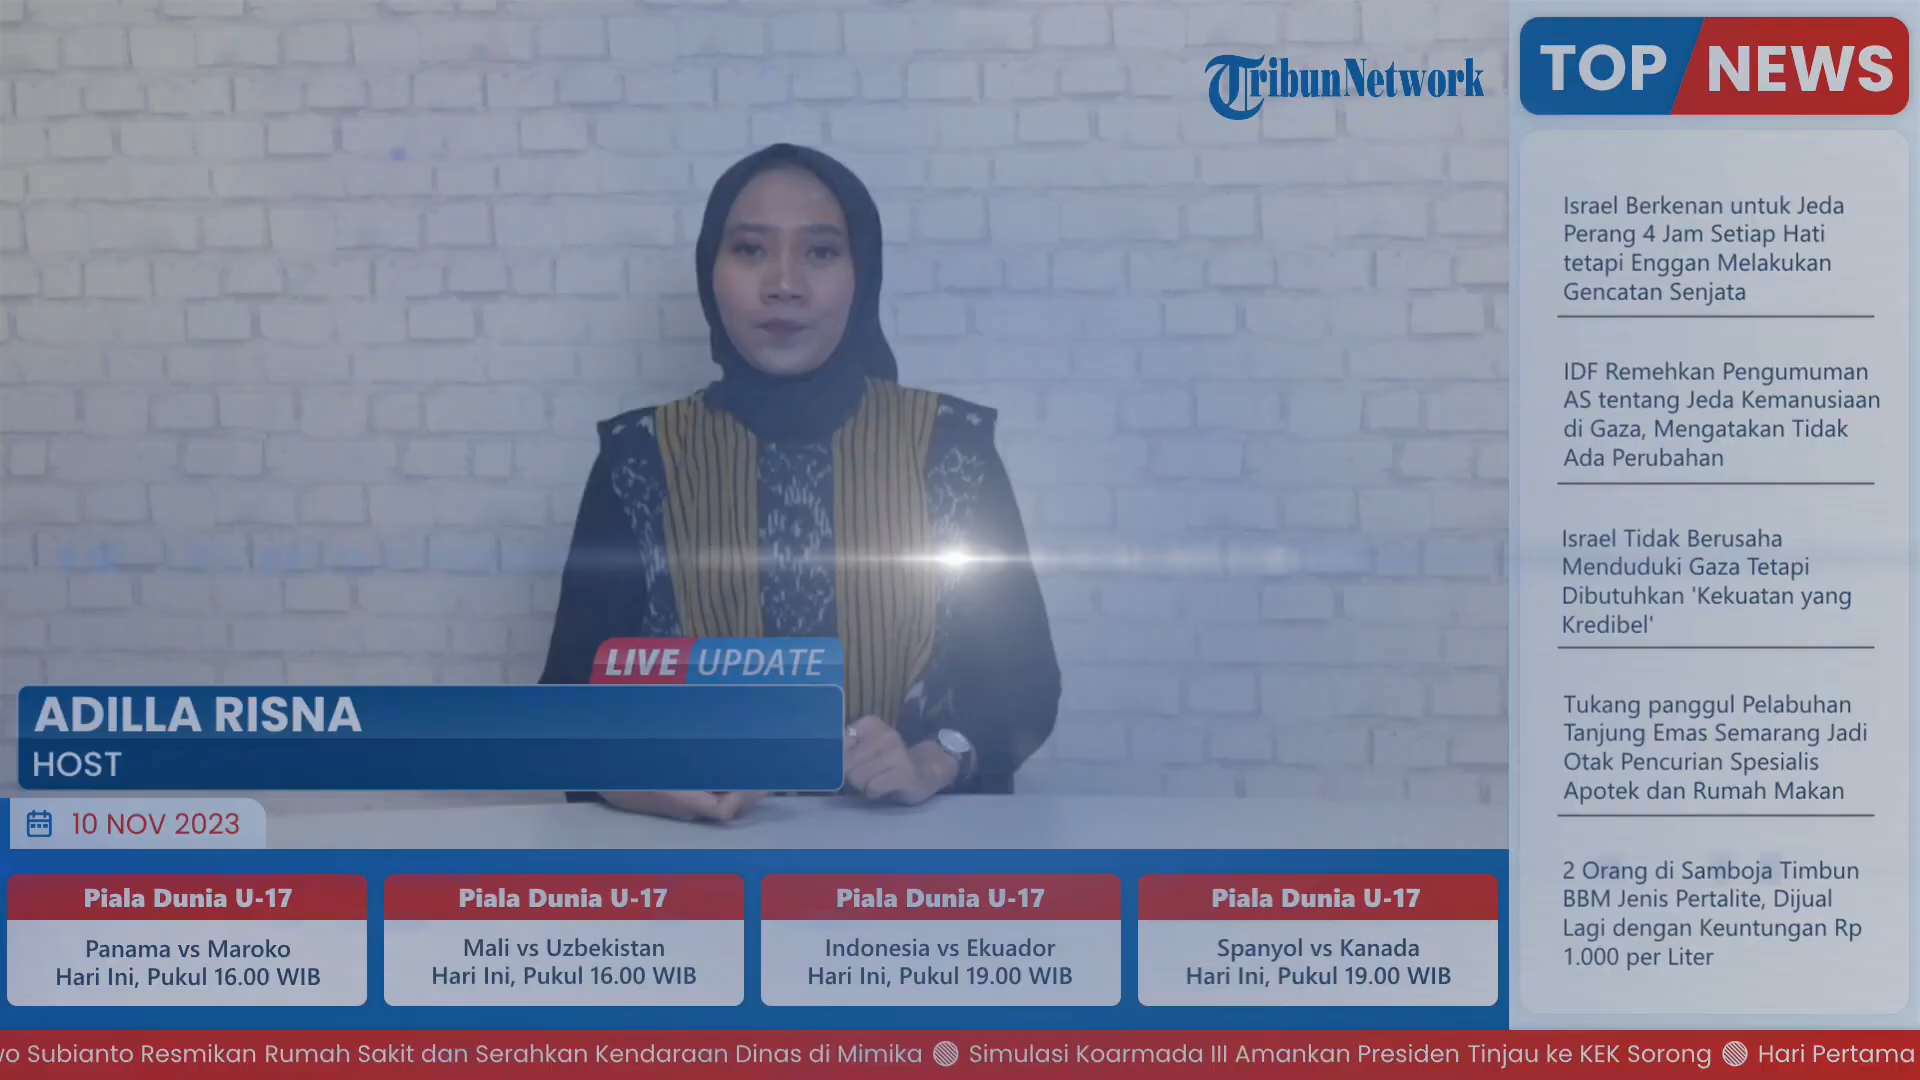 TribunNetwork
TOP NEWS
Israel Berkenan untuk Jeda
Perang 4 Jam Setiap Hati
tetapi Enggan Melakukan
Gencatan Senjata
IDF Remehkan Pengumuman
AS tentang Jeda Kemanusiaan
di Gaza, Mengatakan Tidak
Ada Perubahan
Israel Tidak Berusaha
Menduduki Gaza Tetapi
Dibutuhkan 'Kekuatan yang
Kredibel'
Tukang panggul Pelabuhan
Tanjung Emas Semarang Jadi
Otak Pencurian Spesialis
Apotek dan Rumah Makan
2 Orang di Samboja Timbun
BBM Jenis Pertalite, Dijual
Lagi dengan Keuntungan Rp
1.000 per Liter
LIVE UPDATE
ADILLA RISNA
HOST
10 NOV 2023
Piala Dunia U-17
Panama vs Maroko
Hari Ini, Pukul 16.00 WIB
Piala Dunia U-17
Mali vs Uzbekistan
Hari Ini, Pukul 16.00 WIB
Piala Dunia U-17
Indonesia vs Ekuador
Hari Ini, Pukul 19.00 WIB
Piala Dunia U-17
Spanyol vs Kanada
Hari Ini, Pukul 19.00 WIB
wo Subianto Resmikan Rumah Sakit dan Serahkan Kendaraan Dinas di Mimika Simulasi Koarmada III Amankan Presiden Tinjau ke KEK Sorong Hari Pertama